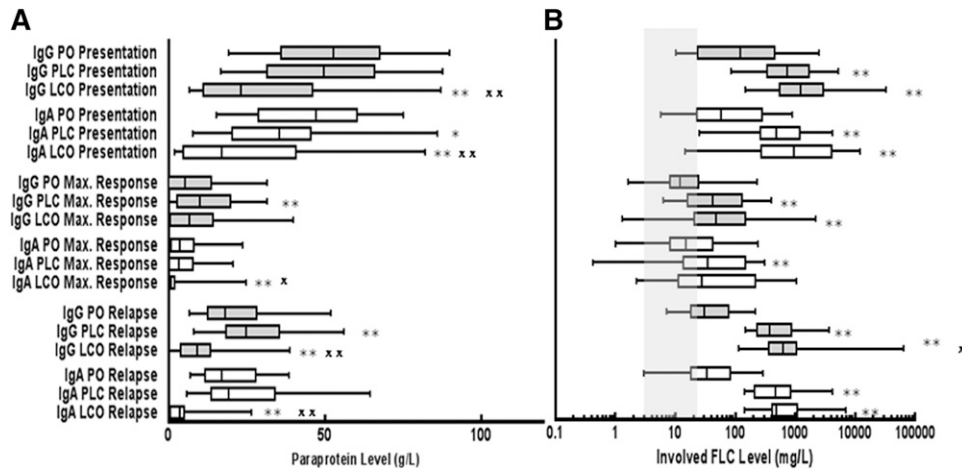 A
B
IgG PO Presentation
IgG PLC Presentation
**
IgG LCO Presentation
** x x
**
IgA PO Presentation
IgA PLC Presentation
*
**
IgA LCO Presentation
** x x
**
IgG PO Max. Response
IgG PLC Max. Response
**
**
IgG LCO Max. Response
**
IgA PO Max. Response
IgA PLC Max. Response
**
IgA LCO Max. Response
** x
IgG PO Relapse
IgG PLC Relapse
**
**
IgG LCO Relapse
** x x
** x
IgA PO Relapse
IgA PLC Relapse
**
IgA LCO Relapse
** x x
**
0 50 100
0.1 1 10 100 1000 10000 100000
Paraprotein Level (g/L)
Involved FLC Level (mg/L)